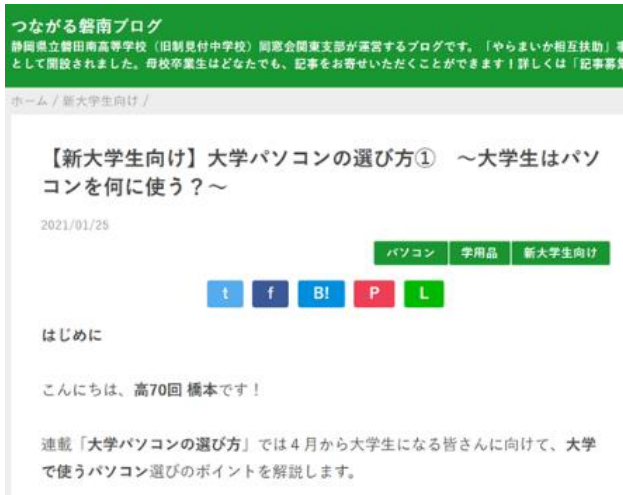 つながる磐南ブログ
静岡県立磐田南高等学校（旧制見付中学校）同窓会関東支部が運営するブログです。「やらまいか相互扶助」事
として開設されました。母校卒業生はどなたでも、記事をお寄せいただくことができます！詳しくは「記事募集
ホーム / 新大学生向け /
【新大学生向け】大学パソコンの選び方①　～大学生はパソ
コンを何に使う？～
2021/01/25
パソコン 学用品 新大学生向け
t f B! P L
はじめに
こんにちは、高70回 橋本です！
連載「大学パソコンの選び方」では４月から大学生になる皆さんに向けて、大学
で使うパソコン選びのポイントを解説します。